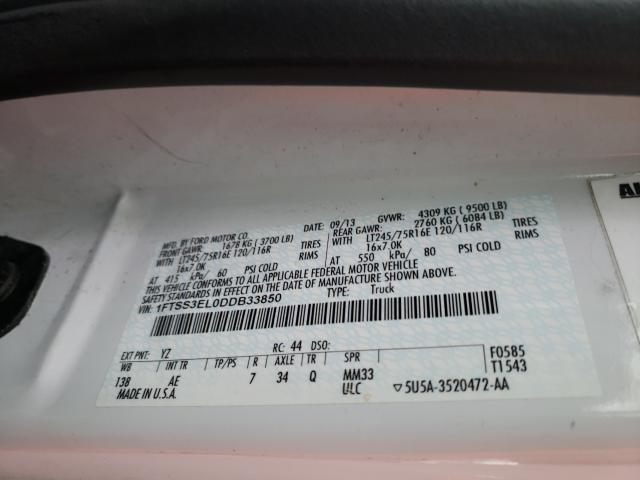 MFD. BY FORD MOTOR CO. DATE: 09/13 GVWR: 4309 KG ( 9500 LB)
FRONT GAWR: 1678 KG ( 3700 LB) REAR GAWR: 2760 KG ( 6084 LB)
WITH LT245/75R16E 120/116R TIRES WITH LT245/75R16E 120/116R TIRES
16x7.0K RIMS 16x7.0K RIMS
AT 415 kPa/ 60 PSI COLD AT 550 kPa/ 80 PSI COLD
THIS VEHICLE CONFORMS TO ALL APPLICABLE FEDERAL MOTOR VEHICLE
SAFETY STANDARDS IN EFFECT ON THE DATE OF MANUFACTURE SHOWN ABOVE.
VIN: 1FTSS3EL0DDB33850 TYPE: Truck
EXT PNT: YZ RC: 44 DSO: F0585
WB INT TR TP/PS R AXLE TR SPR T1543
138 AE 7 34 Q MM33
MADE IN U.S.A. ULC ▽5U5A-3520472-AA